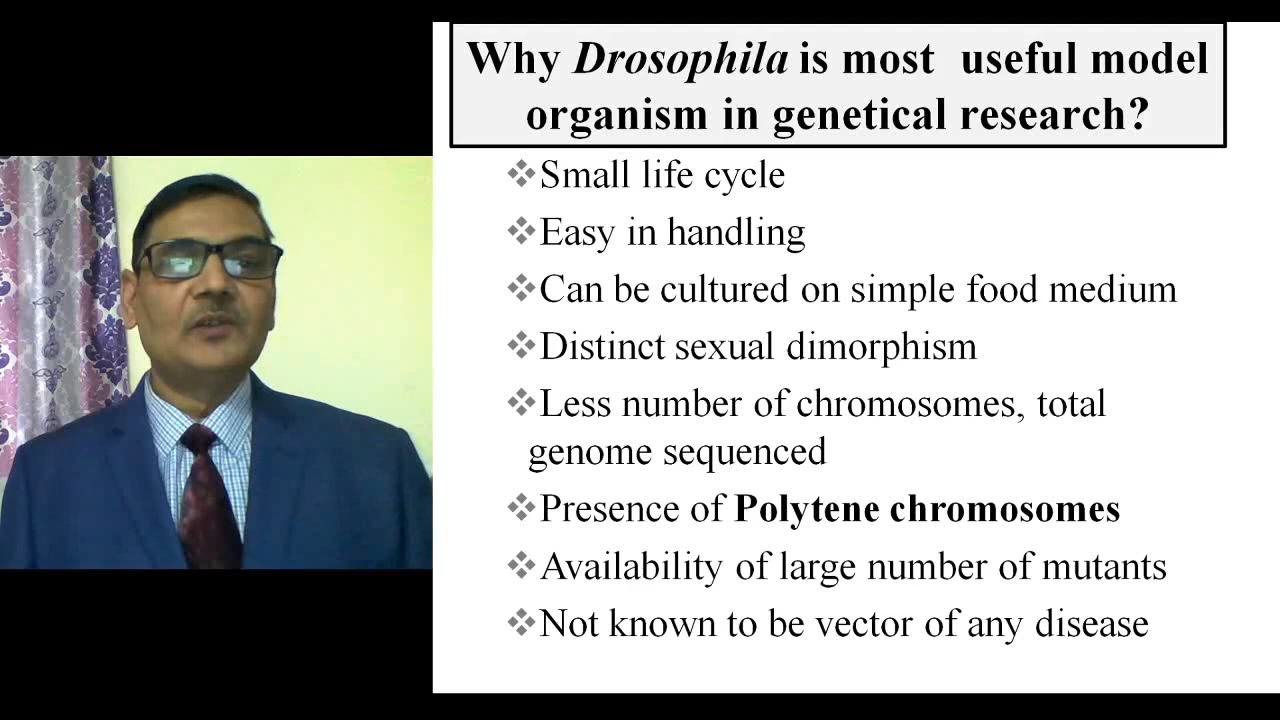 Why Drosophila is most useful model
organism in genetical research?
Small life cycle
Easy in handling
Can be cultured on simple food medium
Distinct sexual dimorphism
Less number of chromosomes, total
genome sequenced
Presence of Polytene chromosomes
Availability of large number of mutants
Not known to be vector of any disease